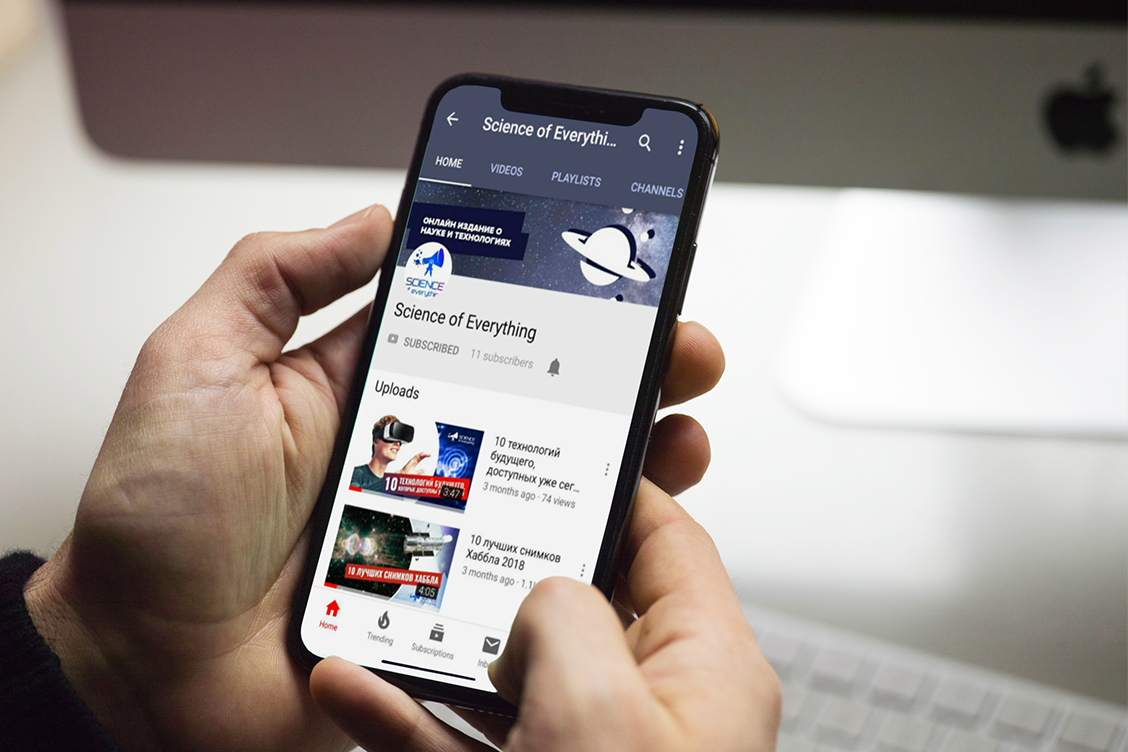 Science of Everythi...
HOME VIDEOS PLAYLISTS CHANNELS
ОНЛАЙН ИЗДАНИЕ О
НАУКЕ И ТЕХНОЛОГИЯХ
SCIENCE
of everything
Science of Everything
SUBSCRIBED 11 subscribers
Uploads
SCIENCE
10 ТЕХНОЛОГИЙ БУДУЩЕГО,
КОТОРЫЕ ДОСТУПНЫ
3:47
10 технологий
будущего,
доступных уже сег...
3 months ago · 74 views
10 ЛУЧШИХ СНИМКОВ ХАББЛА
4:05
10 лучших снимков
Хаббла 2018
3 months ago · 1.1
Home Trending Subscriptions Inb